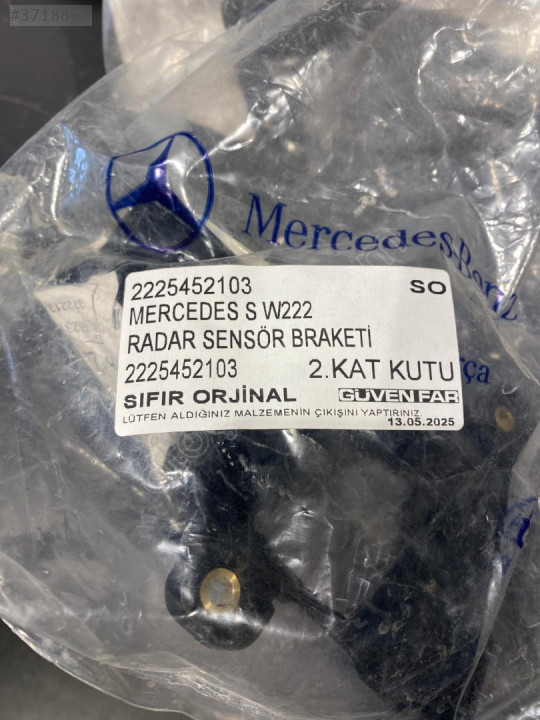 #371886
Mercedes-Benz
2225452103 SO
MERCEDES S W222
RADAR SENSÖR BRAKETİ
2225452103 2.KAT KUTU
SIFIR ORJİNAL GÜVEN FAR
LÜTFEN ALDIĞINIZ MALZEMENİN ÇIKIŞINI YAPTIRINIZ.
13.05.2025